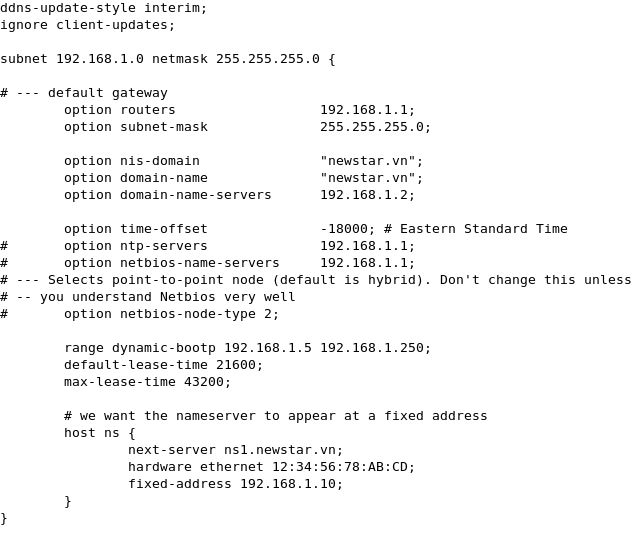 ddns-update-style interim;
ignore client-updates;

subnet 192.168.1.0 netmask 255.255.255.0 {

# --- default gateway
        option routers                  192.168.1.1;
        option subnet-mask              255.255.255.0;

        option nis-domain               "newstar.vn";
        option domain-name              "newstar.vn";
        option domain-name-servers      192.168.1.2;

        option time-offset              -18000; # Eastern Standard Time
#       option ntp-servers              192.168.1.1;
#       option netbios-name-servers     192.168.1.1;
# --- Selects point-to-point node (default is hybrid). Don't change this unless
# -- you understand Netbios very well
#       option netbios-node-type 2;

        range dynamic-bootp 192.168.1.5 192.168.1.250;
        default-lease-time 21600;
        max-lease-time 43200;

        # we want the nameserver to appear at a fixed address
        host ns {
                next-server ns1.newstar.vn;
                hardware ethernet 12:34:56:78:AB:CD;
                fixed-address 192.168.1.10;
        }
}